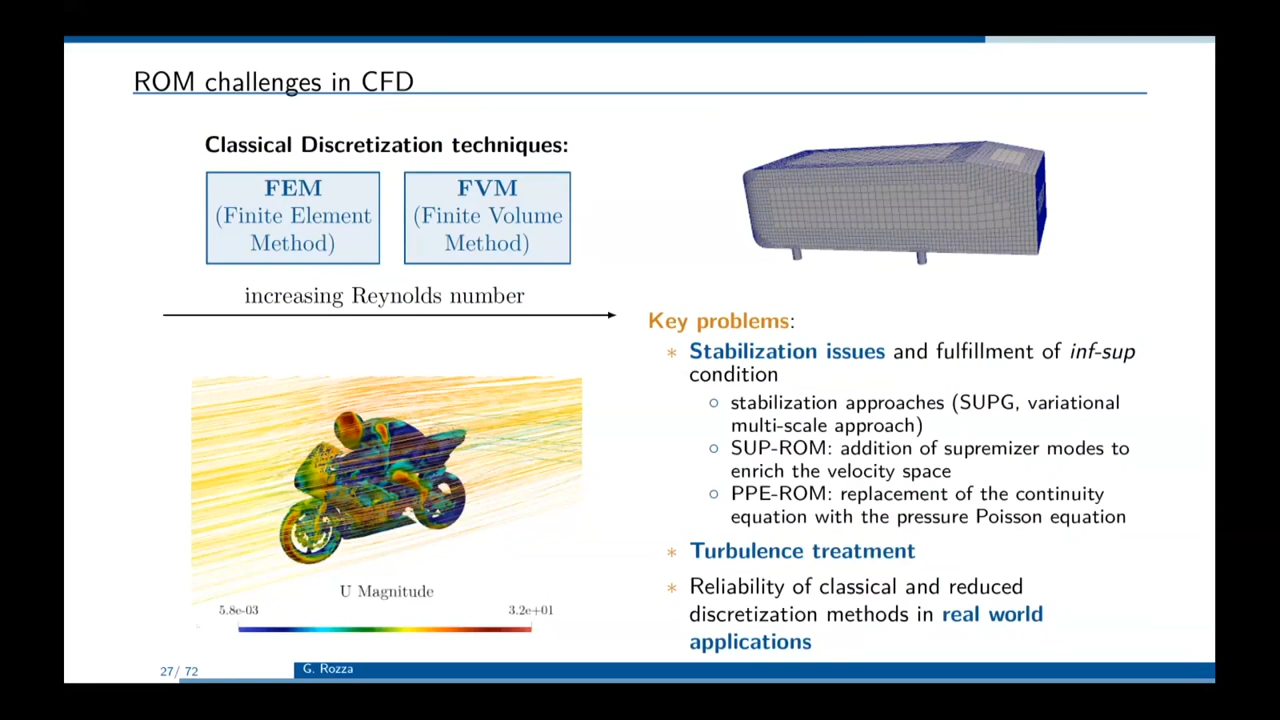 ROM challenges in CFD
Classical Discretization techniques:
FEM
(Finite Element
Method)
FVM
(Finite Volume
Method)
increasing Reynolds number
U Magnitude
5.8e-03
3.2e+01
Key problems:
* Stabilization issues and fulfillment of inf-sup
condition
○ stabilization approaches (SUPG, variational
multi-scale approach)
○ SUP-ROM: addition of supremizer modes to
enrich the velocity space
○ PPE-ROM: replacement of the continuity
equation with the pressure Poisson equation
* Turbulence treatment
* Reliability of classical and reduced
discretization methods in real world
applications
27/ 72
G. Rozza